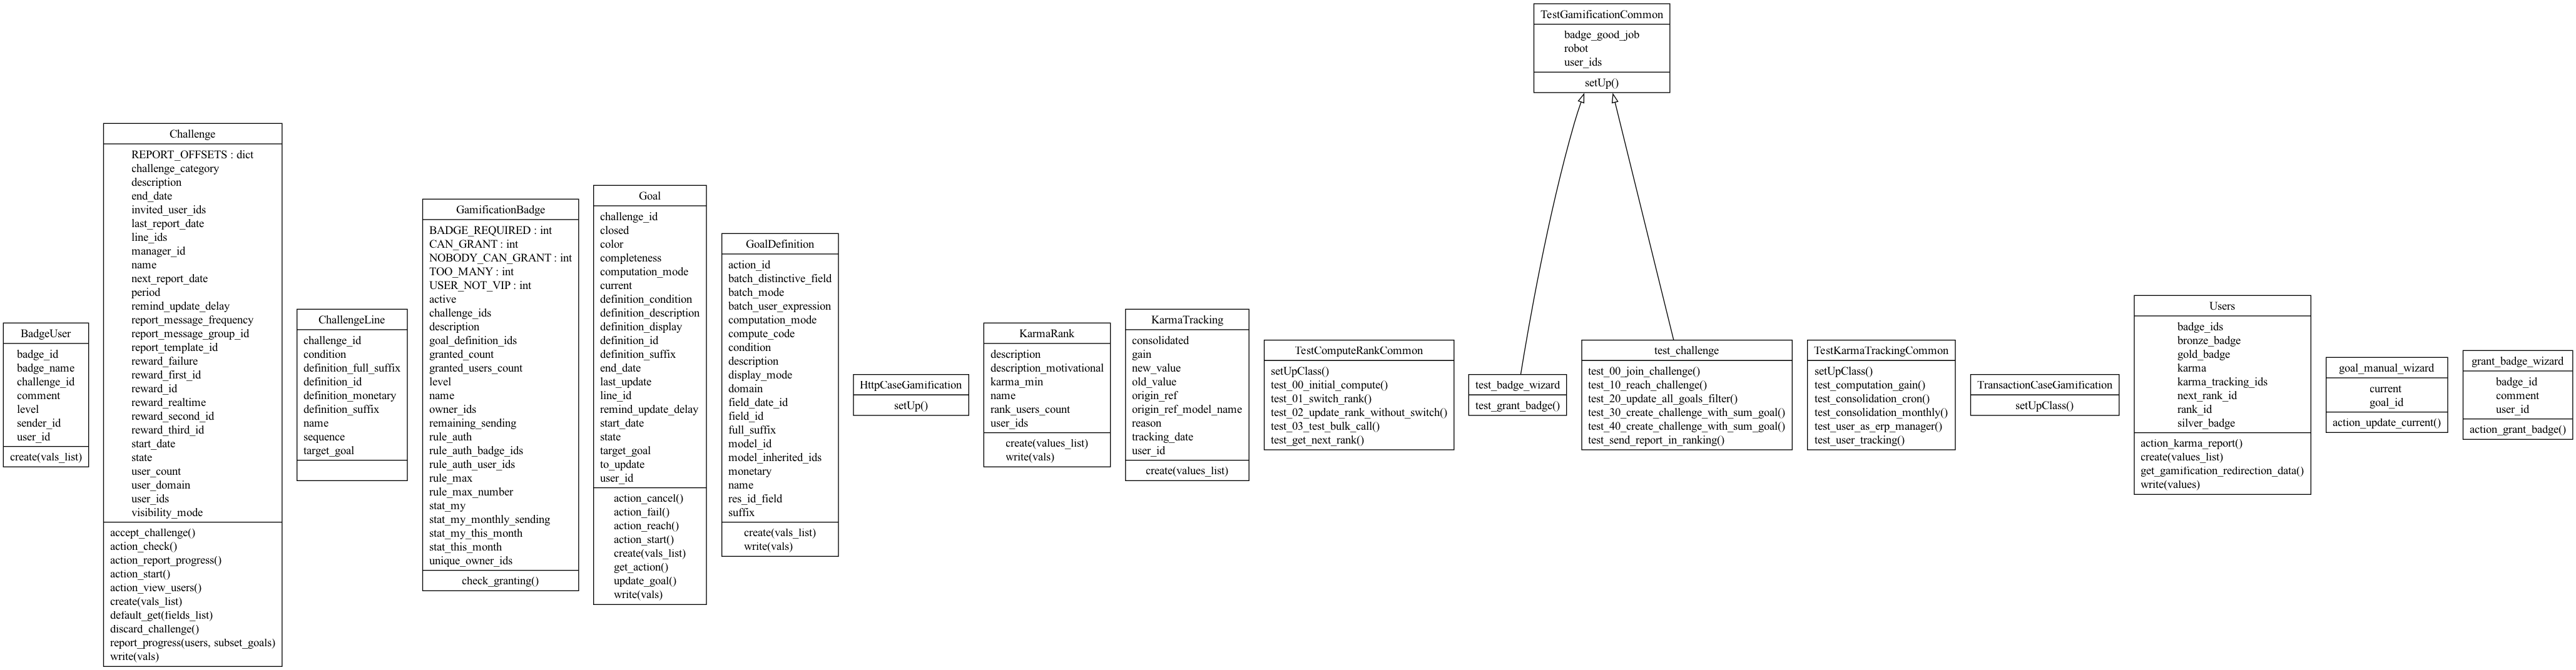 TestGamificationCommon
badge_good_job
robot
user_ids
setUp()
BadgeUser
badge_id
badge_name
challenge_id
comment
level
sender_id
user_id
create(vals_list)
Challenge
REPORT_OFFSETS : dict
challenge_category
description
end_date
invited_user_ids
last_report_date
line_ids
manager_id
name
next_report_date
period
remind_update_delay
report_message_frequency
report_message_group_id
report_template_id
reward_failure
reward_first_id
reward_id
reward_realtime
reward_second_id
reward_third_id
start_date
state
user_count
user_domain
user_ids
visibility_mode
accept_challenge()
action_check()
action_report_progress()
action_start()
action_view_users()
create(vals_list)
default_get(fields_list)
discard_challenge()
report_progress(users, subset_goals)
write(vals)
ChallengeLine
challenge_id
condition
definition_full_suffix
definition_id
definition_monetary
definition_suffix
name
sequence
target_goal
GamificationBadge
BADGE_REQUIRED : int
CAN_GRANT : int
NOBODY_CAN_GRANT : int
TOO_MANY : int
USER_NOT_VIP : int
active
challenge_ids
description
goal_definition_ids
granted_count
granted_users_count
level
name
owner_ids
remaining_sending
rule_auth
rule_auth_badge_ids
rule_auth_user_ids
rule_max
rule_max_number
stat_my
stat_my_monthly_sending
stat_my_this_month
stat_this_month
unique_owner_ids
check_granting()
Goal
challenge_id
closed
color
completeness
computation_mode
current
definition_condition
definition_description
definition_display
definition_id
definition_suffix
end_date
last_update
line_id
remind_update_delay
start_date
state
target_goal
to_update
user_id
action_cancel()
action_fail()
action_reach()
action_start()
create(vals_list)
get_action()
update_goal()
write(vals)
GoalDefinition
action_id
batch_distinctive_field
batch_mode
batch_user_expression
computation_mode
compute_code
condition
description
display_mode
domain
field_date_id
field_id
full_suffix
model_id
model_inherited_ids
monetary
name
res_id_field
suffix
create(vals_list)
write(vals)
HttpCaseGamification
setUp()
KarmaRank
description
description_motivational
karma_min
name
rank_users_count
user_ids
create(values_list)
write(vals)
KarmaTracking
consolidated
gain
new_value
old_value
origin_ref
origin_ref_model_name
reason
tracking_date
user_id
create(values_list)
TestComputeRankCommon
setUpClass()
test_00_initial_compute()
test_01_switch_rank()
test_02_update_rank_without_switch()
test_03_test_bulk_call()
test_get_next_rank()
test_badge_wizard
test_grant_badge()
test_challenge
test_00_join_challenge()
test_10_reach_challenge()
test_20_update_all_goals_filter()
test_30_create_challenge_with_sum_goal()
test_40_create_challenge_with_sum_goal()
test_send_report_in_ranking()
TestKarmaTrackingCommon
setUpClass()
test_computation_gain()
test_consolidation_cron()
test_consolidation_monthly()
test_user_as_erp_manager()
test_user_tracking()
TransactionCaseGamification
setUpClass()
Users
badge_ids
bronze_badge
gold_badge
karma
karma_tracking_ids
next_rank_id
rank_id
silver_badge
action_karma_report()
create(values_list)
get_gamification_redirection_data()
write(values)
goal_manual_wizard
current
goal_id
action_update_current()
grant_badge_wizard
badge_id
comment
user_id
action_grant_badge()